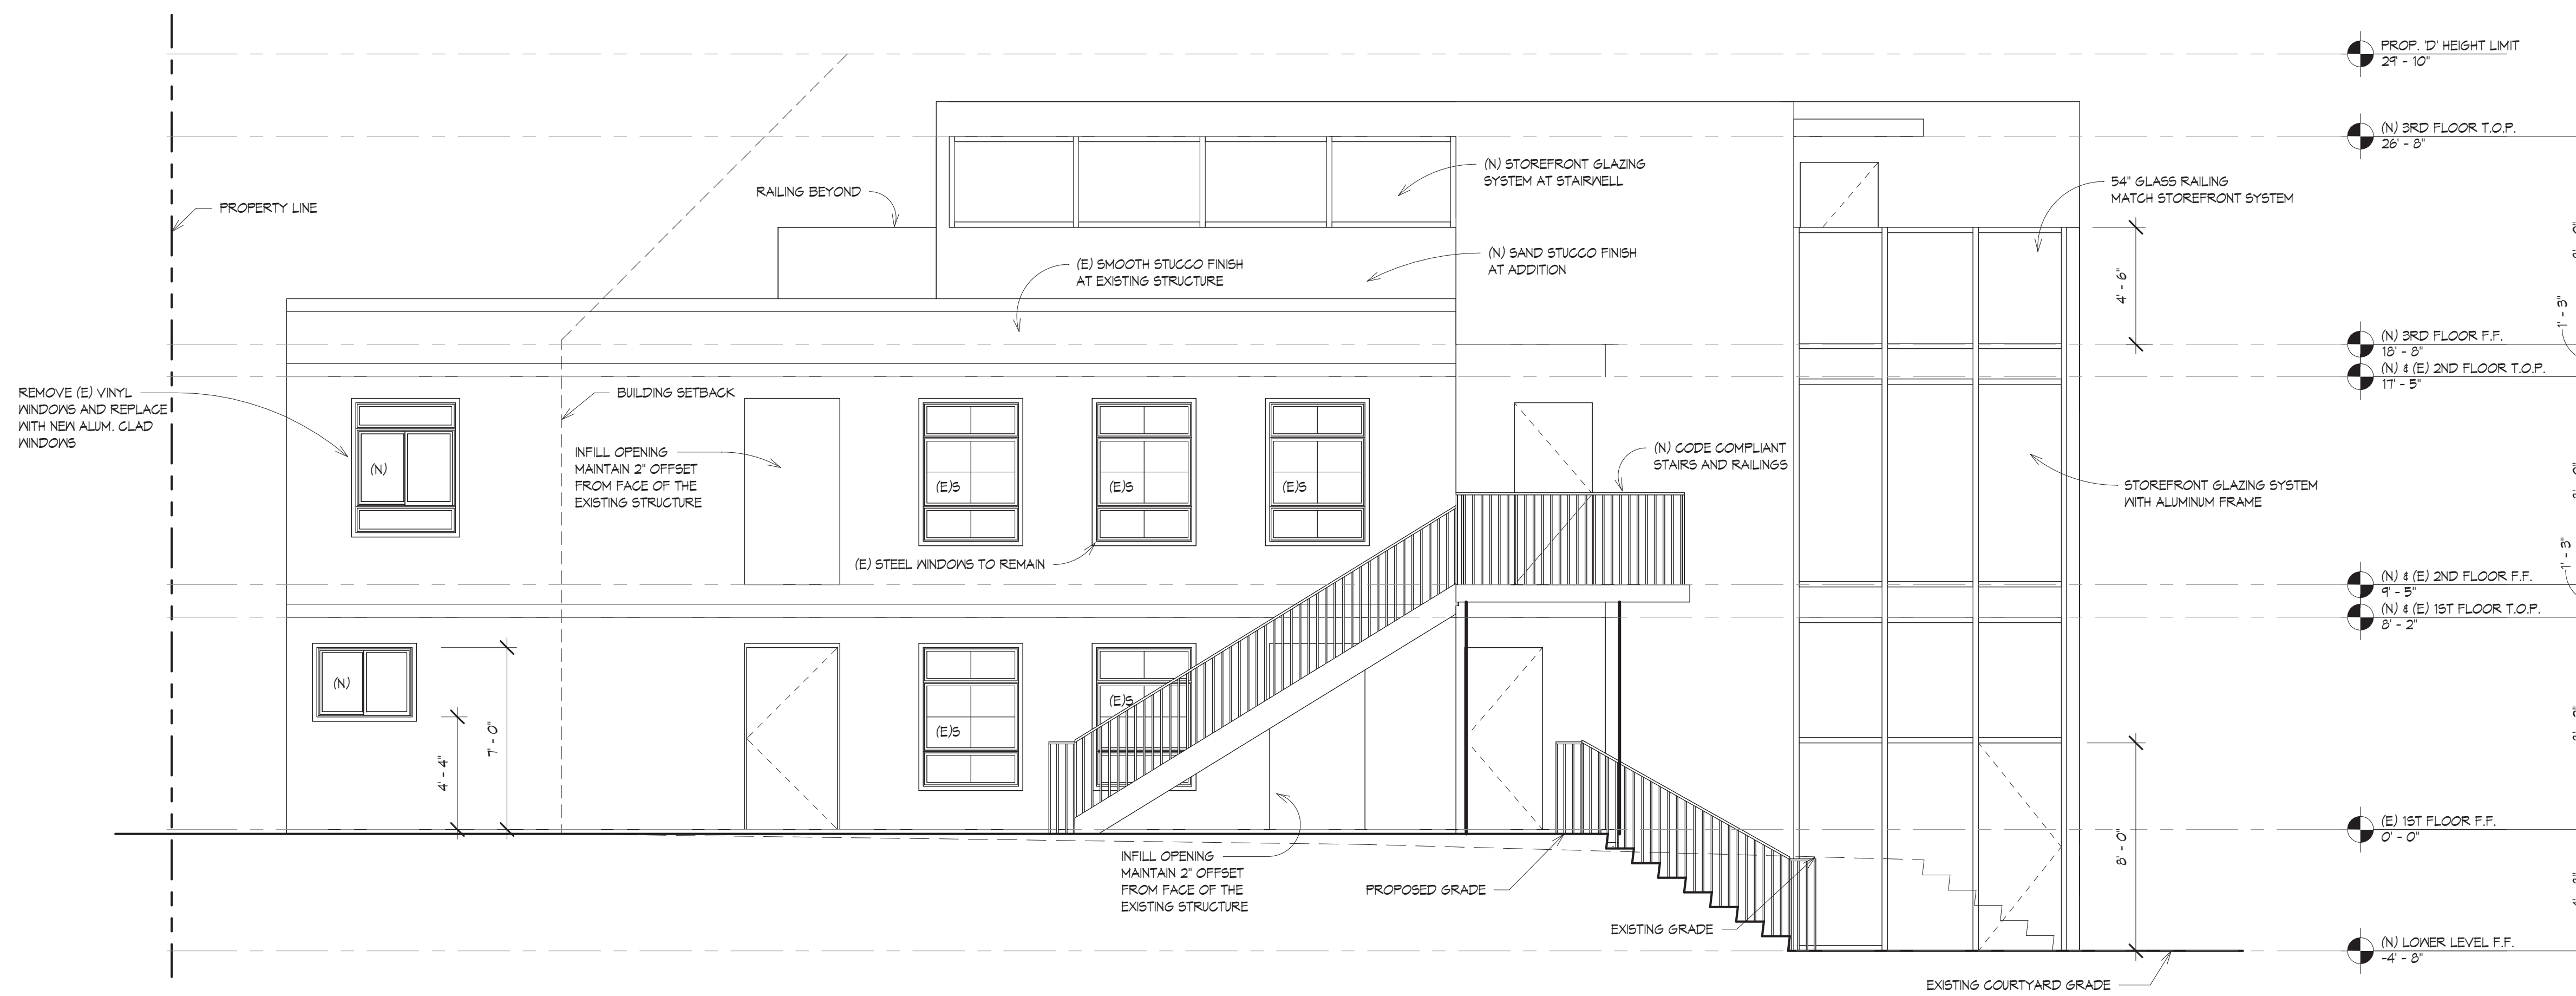 PROP. 'D' HEIGHT LIMIT
29' - 10"
(N) 3RD FLOOR T.O.P.
26' - 8"
(N) STOREFRONT GLAZING
SYSTEM AT STAIRWELL
RAILING BEYOND
54" GLASS RAILING
MATCH STOREFRONT SYSTEM
PROPERTY LINE
(N) SAND STUCCO FINISH
AT ADDITION
(E) SMOOTH STUCCO FINISH
AT EXISTING STRUCTURE
4' - 6"
1' - 3"
(N) 3RD FLOOR F.F.
18' - 8"
(N) & (E) 2ND FLOOR T.O.P.
17' - 5"
REMOVE (E) VINYL
WINDOWS AND REPLACE
WITH NEW ALUM. CLAD
WINDOWS
BUILDING SETBACK
INFILL OPENING
MAINTAIN 2" OFFSET
FROM FACE OF THE
EXISTING STRUCTURE
(N)
(E)S
(E)S
(E)S
(N) CODE COMPLIANT
STAIRS AND RAILINGS
STOREFRONT GLAZING SYSTEM
WITH ALUMINUM FRAME
(E) STEEL WINDOWS TO REMAIN
1' - 3"
(N) & (E) 2ND FLOOR F.F.
9' - 5"
(N) & (E) 1ST FLOOR T.O.P.
8' - 2"
(N)
(E)S
(E)S
4' - 4"
7' - 0"
(E) 1ST FLOOR F.F.
0' - 0"
8' - 0"
INFILL OPENING
MAINTAIN 2" OFFSET
FROM FACE OF THE
EXISTING STRUCTURE
PROPOSED GRADE
EXISTING GRADE
(N) LOWER LEVEL F.F.
-4' - 8"
EXISTING COURTYARD GRADE